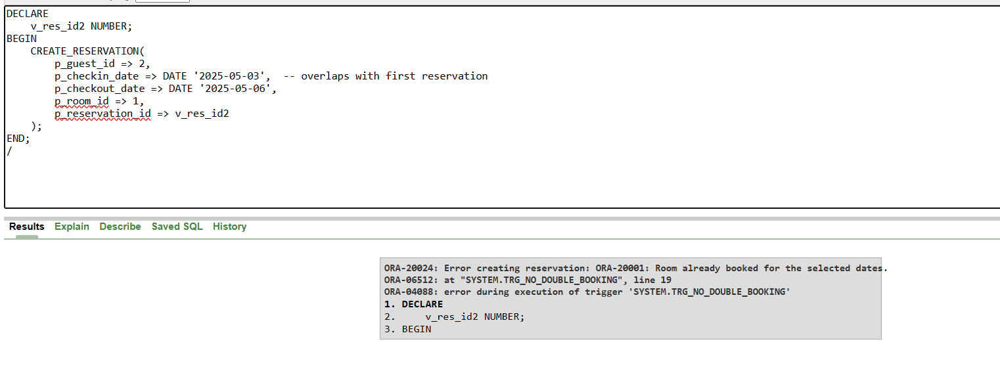 DECLARE
    v_res_id2 NUMBER;
BEGIN
    CREATE_RESERVATION(
        p_guest_id => 2,
        p_checkin_date => DATE '2025-05-03',  -- overlaps with first reservation
        p_checkout_date => DATE '2025-05-06',
        p_room_id => 1,
        p_reservation_id => v_res_id2
    );
END;
/
Results Explain Describe Saved SQL History
ORA-20024: Error creating reservation: ORA-20001: Room already booked for the selected dates.
ORA-06512: at "SYSTEM.TRG_NO_DOUBLE_BOOKING", line 19
ORA-04088: error during execution of trigger 'SYSTEM.TRG_NO_DOUBLE_BOOKING'
1. DECLARE
2.     v_res_id2 NUMBER;
3. BEGIN